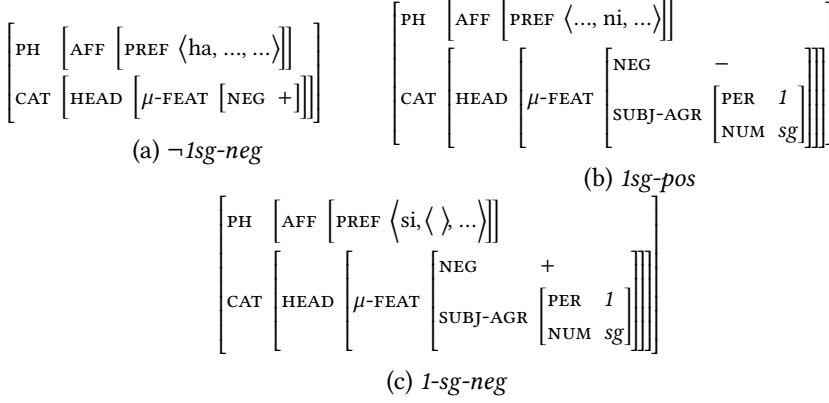 PH [AFF [PREF ⟨ha, ..., ...⟩]]
CAT [HEAD [μ-FEAT [NEG +]]]
(a) ¬1sg-neg
PH [AFF [PREF ⟨..., ni, ...⟩]]
CAT [HEAD [μ-FEAT [NEG −
SUBJ-AGR [PER 1
NUM sg]]]]
(b) 1sg-pos
PH [AFF [PREF ⟨si,⟨ ⟩, ...⟩]]
CAT [HEAD [μ-FEAT [NEG +
SUBJ-AGR [PER 1
NUM sg]]]]
(c) 1-sg-neg